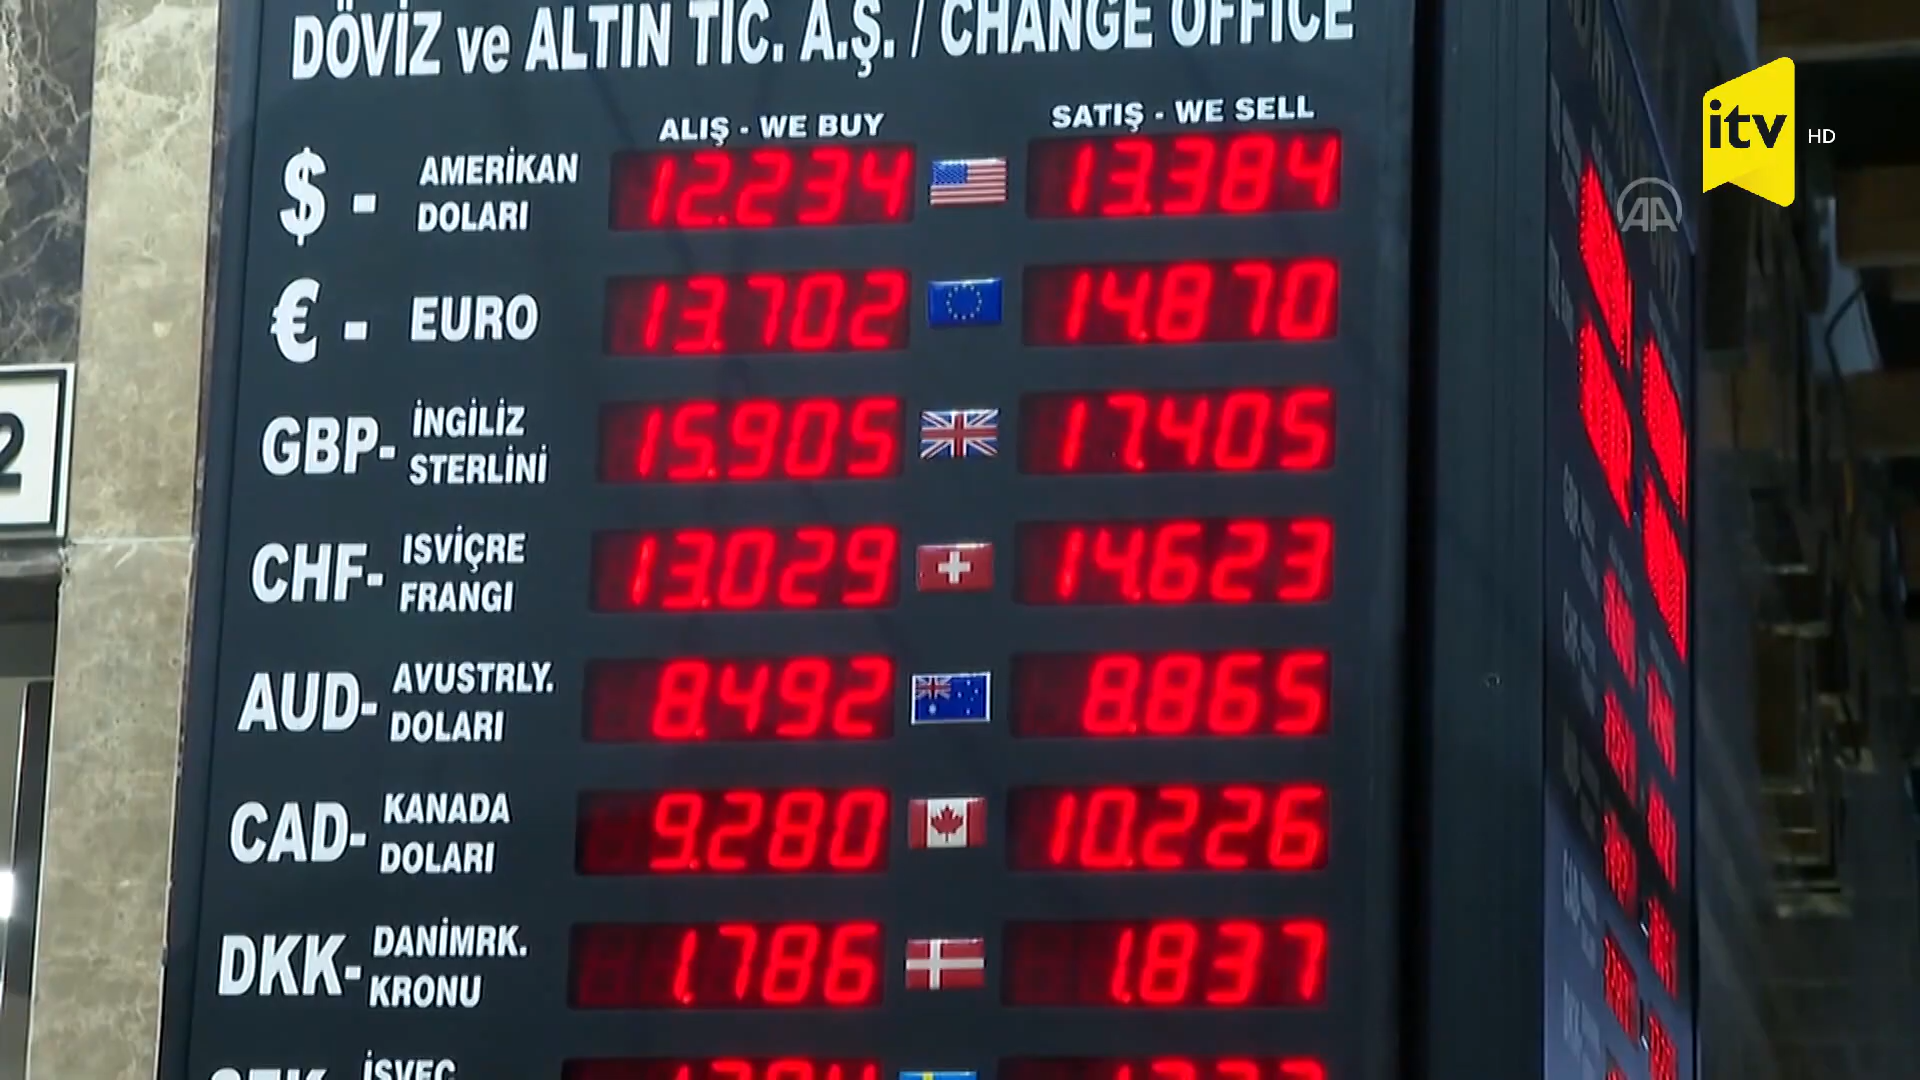 DÖVİZ ve ALTIN TİC. A.Ş. / CHANGE OFFICE
ALIŞ - WE BUY SATIŞ - WE SELL
$ - AMERİKAN DOLARI 12.234 13.384
€ - EURO 13.702 14.870
GBP- İNGİLİZ STERLİNİ 15.905 17.405
CHF- ISVİÇRE FRANGI 13.029 14.623
AUD- AVUSTRLY. DOLARI 8.492 8.865
CAD- KANADA DOLARI 9.280 10.226
DKK- DANİMRK. KRONU 1.786 1.837
İSVEÇ
itv HD
AA
2